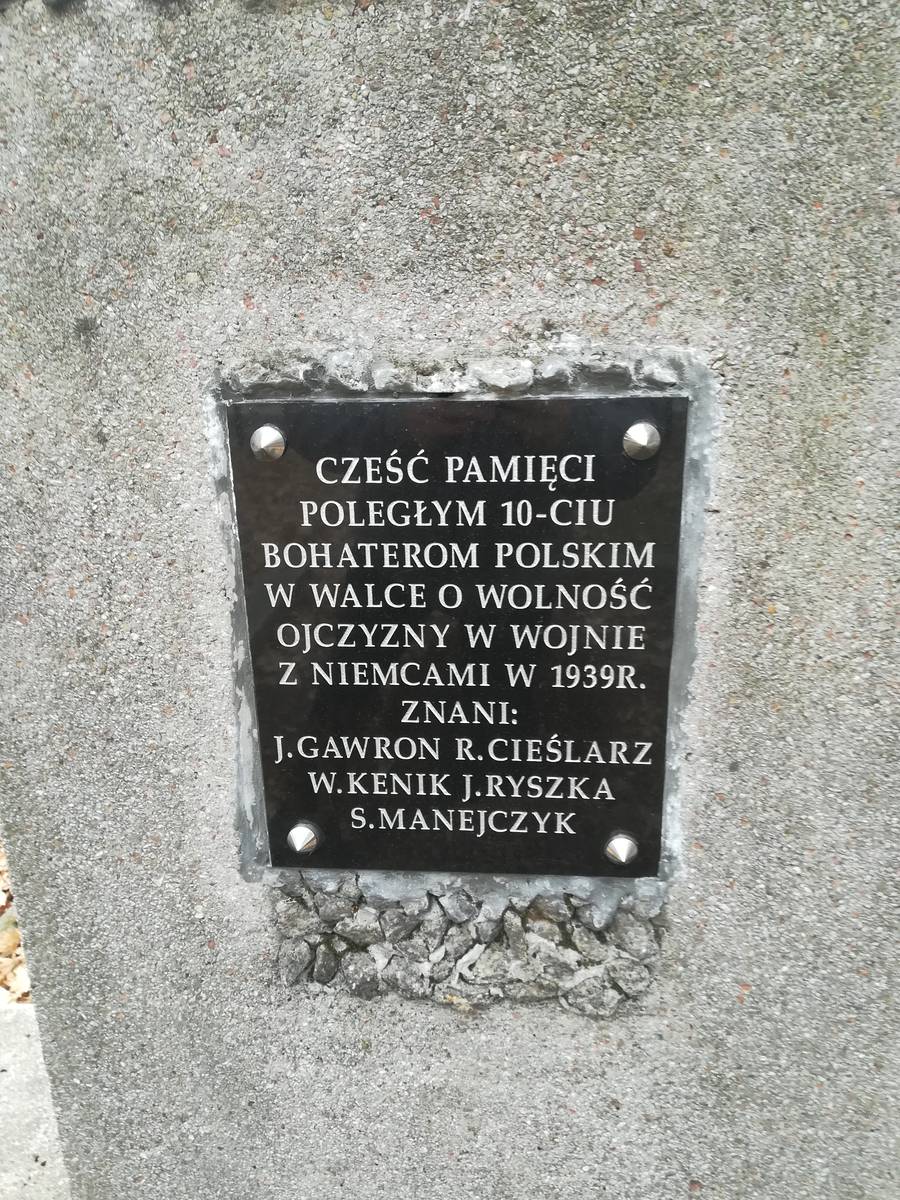 CZEŚĆ PAMIĘCI
POLEGŁYM 10-CIU
BOHATEROM POLSKIM
W WALCE O WOLNOŚĆ
OJCZYZNY W WOJNIE
Z NIEMCAMI W 1939R.
ZNANI:
J.GAWRON R.CIEŚLARZ
W.KENIK J.RYSZKA
S.MANEJCZYK